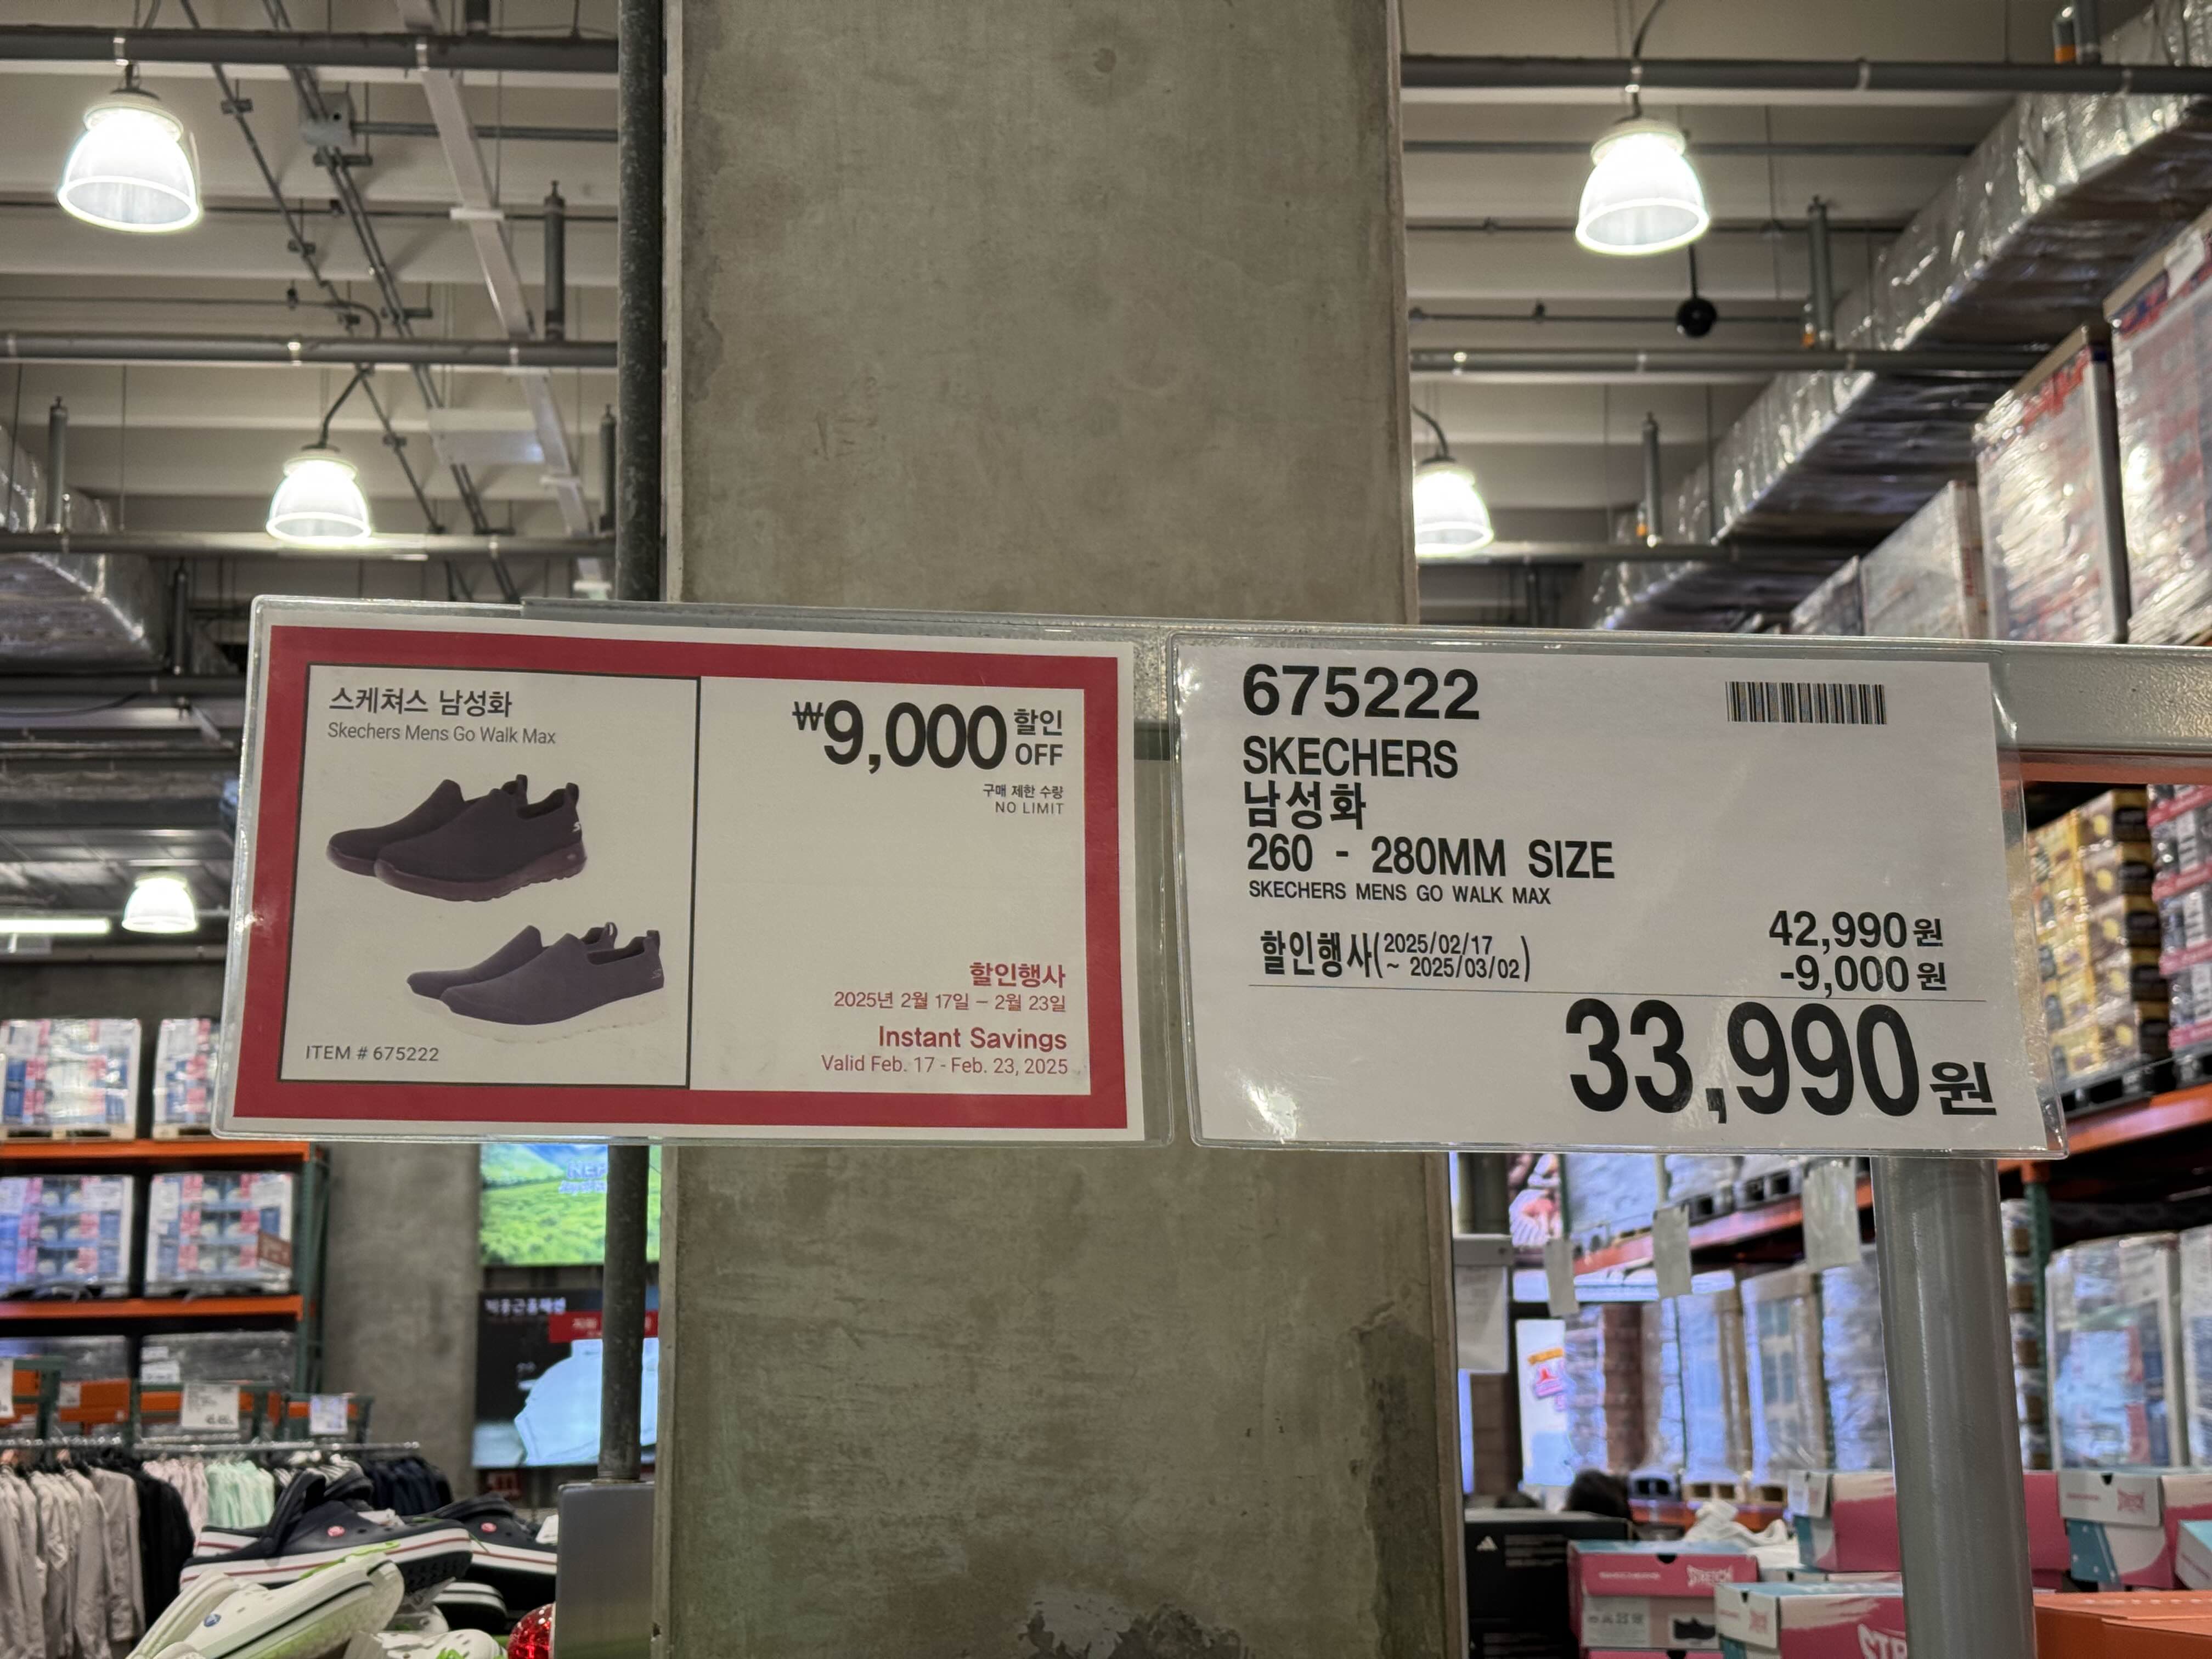 스케쳐스 남성화
Skechers Mens Go Walk Max
ITEM # 675222
₩9,000 할인
OFF
구매 제한 수량
NO LIMIT
할인행사
2025년 2월 17일 – 2월 23일
Instant Savings
Valid Feb. 17 - Feb. 23, 2025
675222
SKECHERS
남성화
260 - 280MM SIZE
SKECHERS MENS GO WALK MAX
42,990원
할인행사(2025/02/17
~ 2025/03/02)
-9,000원
33,990원
STRETCH